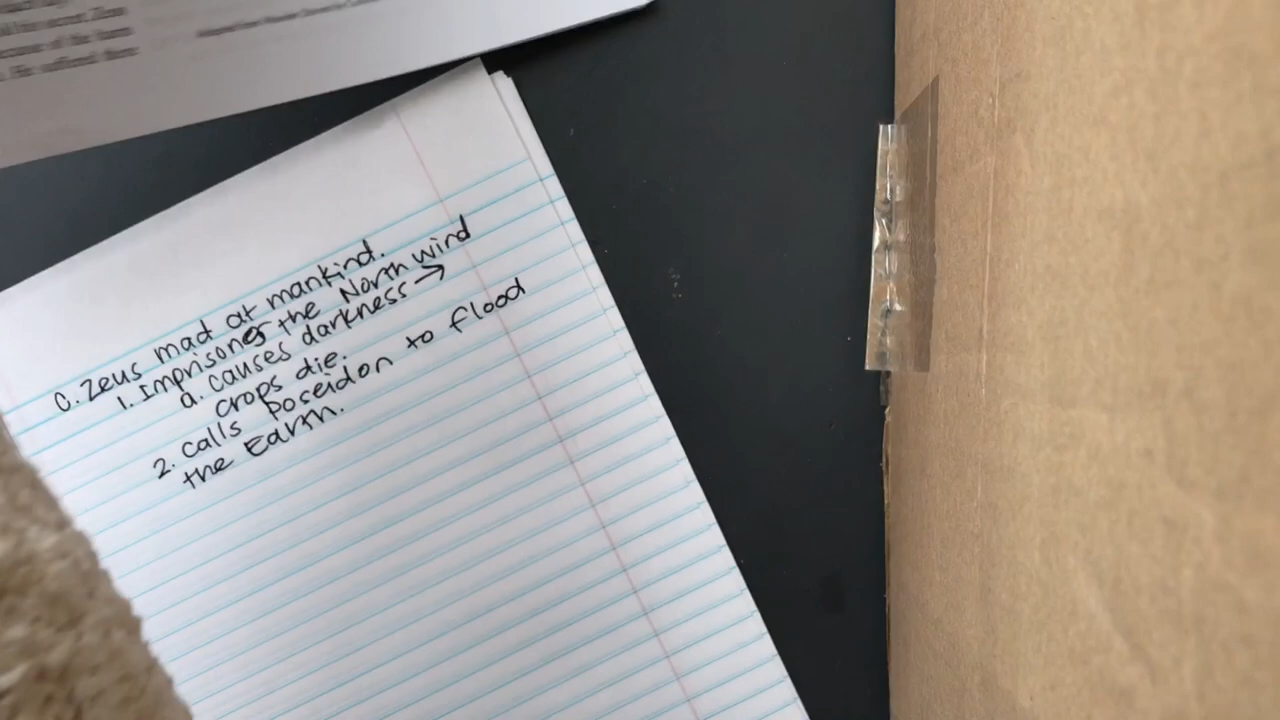 C. Zeus mad at mankind.
1. Imprisons the North wind
a. causes darkness →
crops die.
2. calls Poseidon to flood
the Earth.